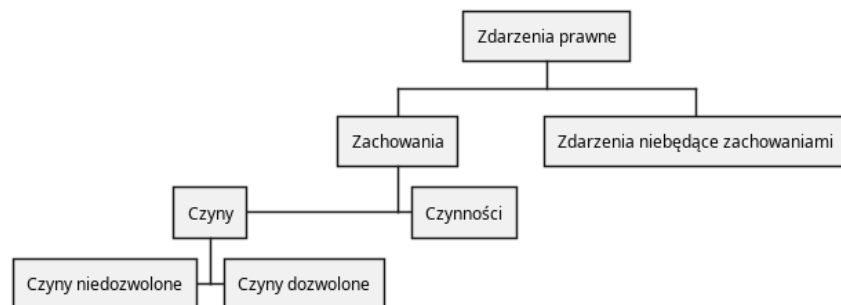 Zdarzenia prawne
Zachowania
Zdarzenia niebędące zachowaniami
Czyny
Czynności
Czyny niedozwolone
Czyny dozwolone